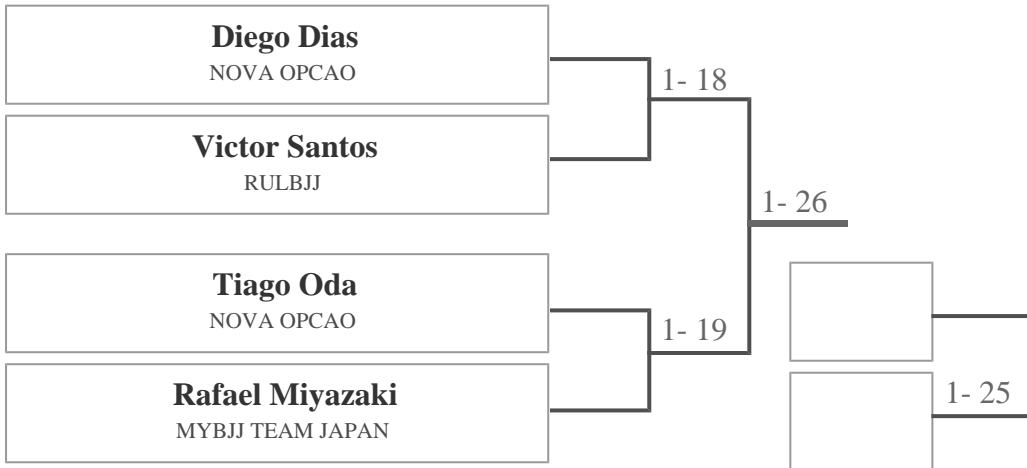 Diego Dias
NOVA OPCAO
1- 18
Victor Santos
RULBJJ
1- 26
Tiago Oda
NOVA OPCAO
1- 19
Rafael Miyazaki
MYBJJ TEAM JAPAN
1- 25